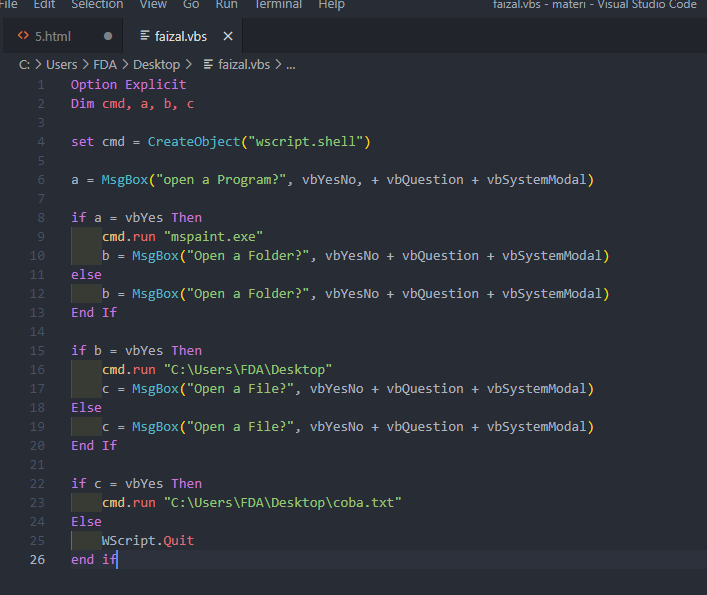 File Edit Selection View Go Run Terminal Help faizal.vbs - materi - Visual Studio Code
5.html faizal.vbs
C: > Users > FDA > Desktop > faizal.vbs > ...
1 Option Explicit
2 Dim cmd, a, b, c
3
4 set cmd = CreateObject("wscript.shell")
5
6 a = MsgBox("open a Program?", vbYesNo, + vbQuestion + vbSystemModal)
7
8 if a = vbYes Then
9 cmd.run "mspaint.exe"
10 b = MsgBox("Open a Folder?", vbYesNo + vbQuestion + vbSystemModal)
11 else
12 b = MsgBox("Open a Folder?", vbYesNo + vbQuestion + vbSystemModal)
13 End If
14
15 if b = vbYes Then
16 cmd.run "C:\Users\FDA\Desktop"
17 c = MsgBox("Open a File?", vbYesNo + vbQuestion + vbSystemModal)
18 Else
19 c = MsgBox("Open a File?", vbYesNo + vbQuestion + vbSystemModal)
20 End If
21
22 if c = vbYes Then
23 cmd.run "C:\Users\FDA\Desktop\coba.txt"
24 Else
25 WScript.Quit
26 end if